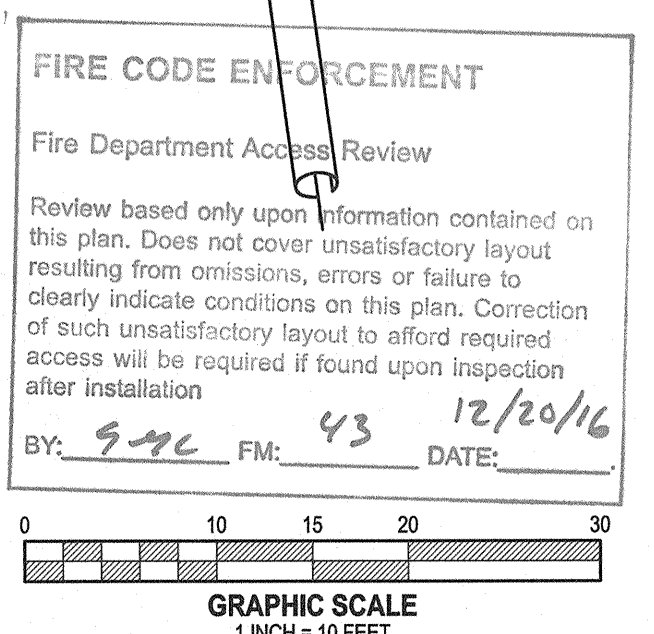 FIRE CODE ENFORCEMENT
Fire Department Access Review
Review based only upon information contained on
this plan. Does not cover unsatisfactory layout
resulting from omissions, errors or failure to
clearly indicate conditions on this plan. Correction
of such unsatisfactory layout to afford required
access will be required if found upon inspection
after installation
BY: FM: 43 DATE: 12/20/16
0 10 15 20 30
GRAPHIC SCALE
1 INCH = 10 FEET